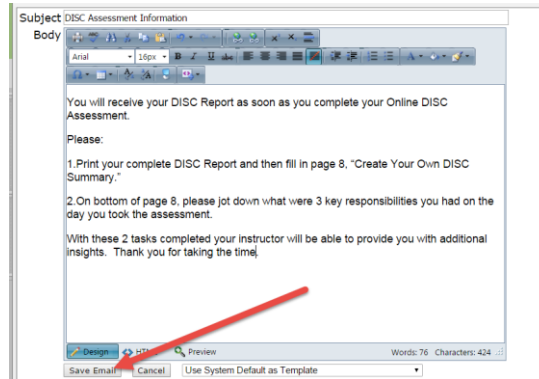 Subject DISC Assessment Information
Body
Arial 16px B I U abc
You will receive your DISC Report as soon as you complete your Online DISC
Assessment.
Please:
1.Print your complete DISC Report and then fill in page 8, “Create Your Own DISC
Summary.”
2.On bottom of page 8, please jot down what were 3 key responsibilities you had on the
day you took the assessment.
With these 2 tasks completed your instructor will be able to provide you with additional
insights.  Thank you for taking the time.
Design Preview Words: 76 Characters: 424
Save Email Cancel Use System Default as Template